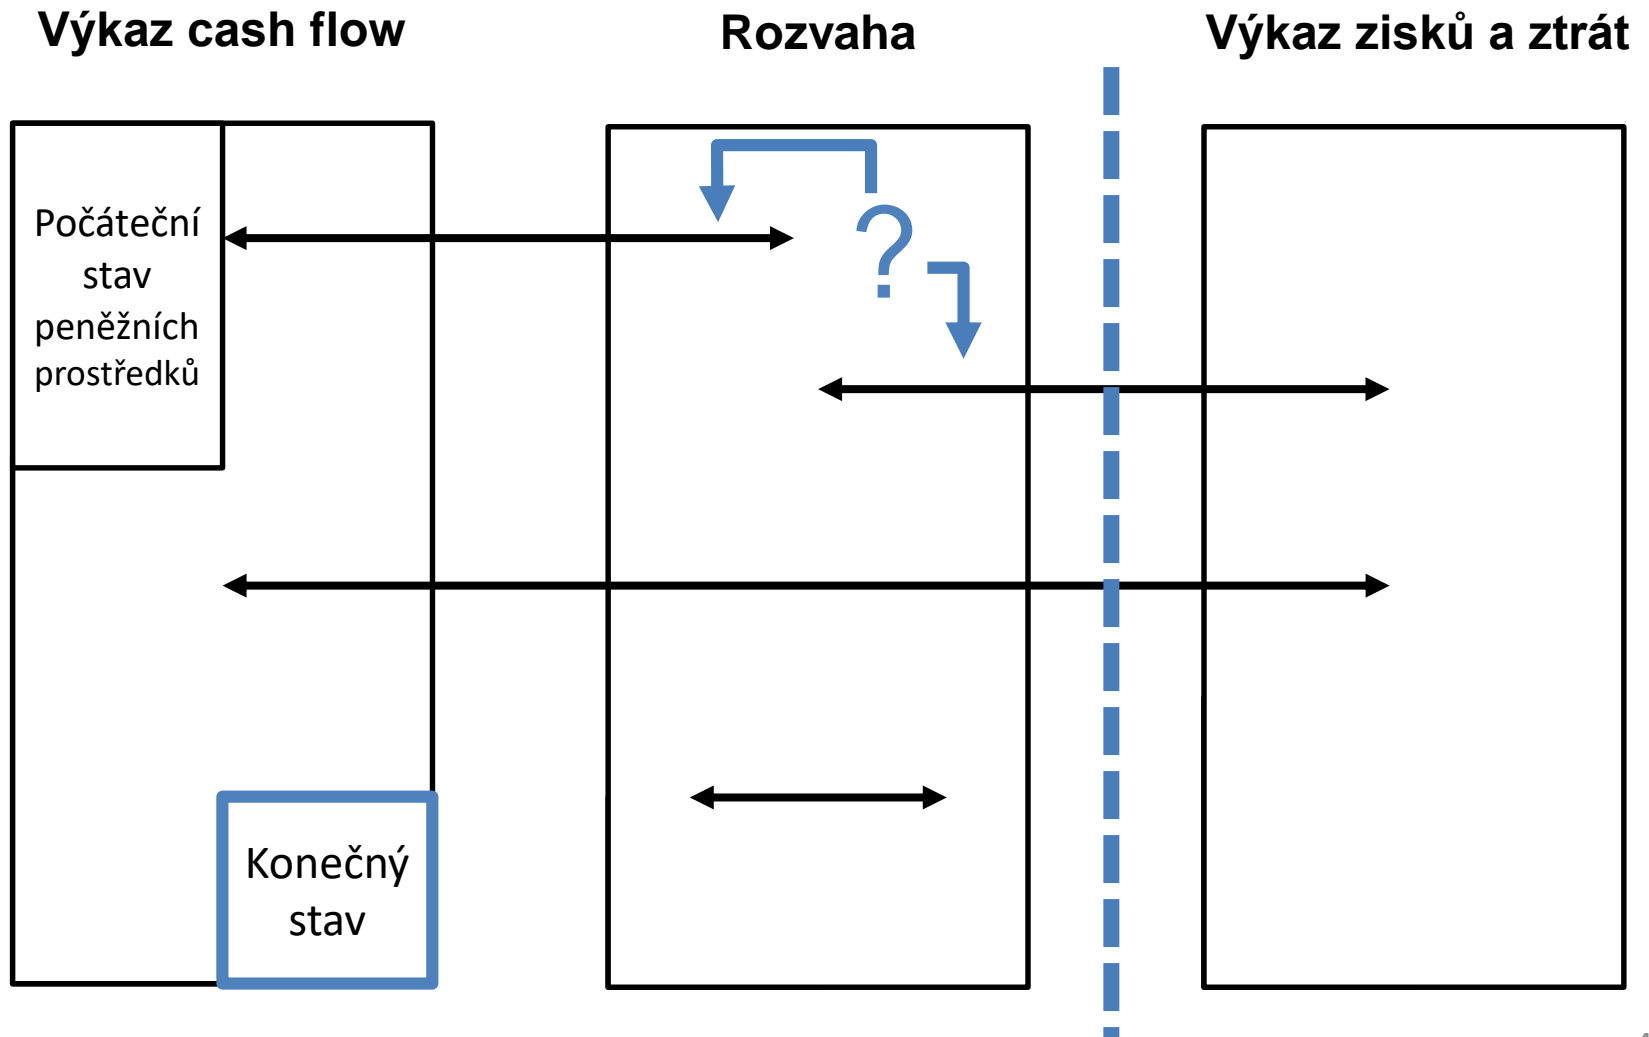 Výkaz cash flow
Rozvaha
Výkaz zisků a ztrát
Počáteční
stav
peněžních
prostředků
?
Konečný
stav